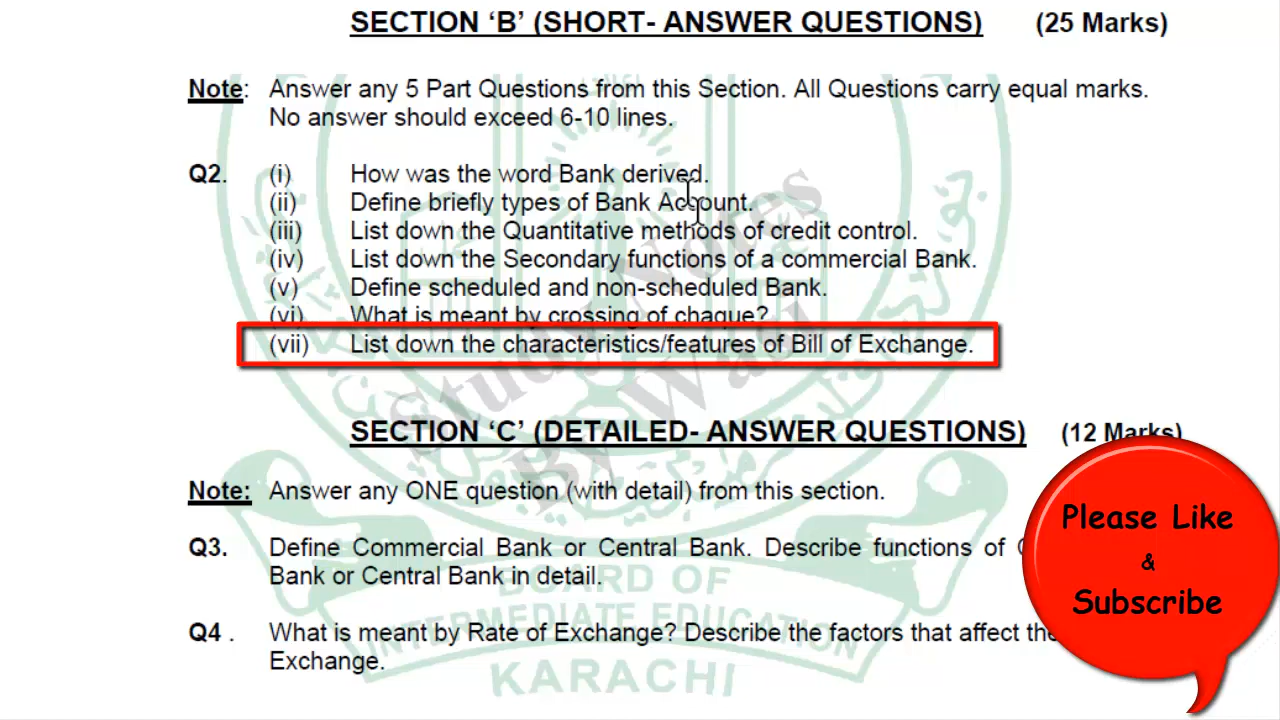 SECTION 'B' (SHORT- ANSWER QUESTIONS) (25 Marks)
Note: Answer any 5 Part Questions from this Section. All Questions carry equal marks.
No answer should exceed 6-10 lines.
Q2. (i) How was the word Bank derived.
(ii) Define briefly types of Bank Account.
(iii) List down the Quantitative methods of credit control.
(iv) List down the Secondary functions of a commercial Bank.
(v) Define scheduled and non-scheduled Bank.
(vi) What is meant by crossing of chaque?
(vii) List down the characteristics/features of Bill of Exchange.
Study Notes
By Waqi
SECTION 'C' (DETAILED- ANSWER QUESTIONS) (12 Marks)
Note: Answer any ONE question (with detail) from this section.
Q3. Define Commercial Bank or Central Bank. Describe functions of
Bank or Central Bank in detail.
Q4 . What is meant by Rate of Exchange? Describe the factors that affect the
Exchange.
BOARD OF
INTERMEDIATE EDUCATION
KARACHI
Please Like
&
Subscribe